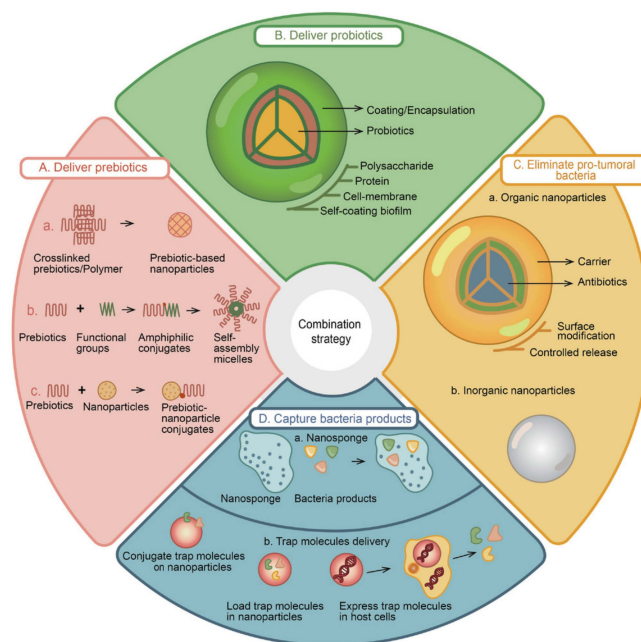 B. Deliver probiotics
Coating/Encapsulation
Probiotics
Polysaccharide
Protein
Cell-membrane
Self-coating biofilm
A. Deliver prebiotics
a.
Crosslinked
prebiotics/Polymer
Prebiotic-based
nanoparticles
b.
+
Prebiotics
Functional
groups
Amphiphilic
conjugates
Self-
assembly
micelles
c.
+
Prebiotics
Nanoparticles
Prebiotic-
nanoparticle
conjugates
C. Eliminate pro-tumoral
bacteria
a. Organic nanoparticles
Carrier
Antibiotics
Surface
modification
Controlled release
b. Inorganic nanoparticles
Combination
strategy
D. Capture bacteria products
a. Nanosponge
Nanosponge
Bacteria products
b. Trap molecules delivery
Conjugate trap molecules
on nanoparticles
Load trap molecules
in nanoparticles
Express trap molecules
in host cells